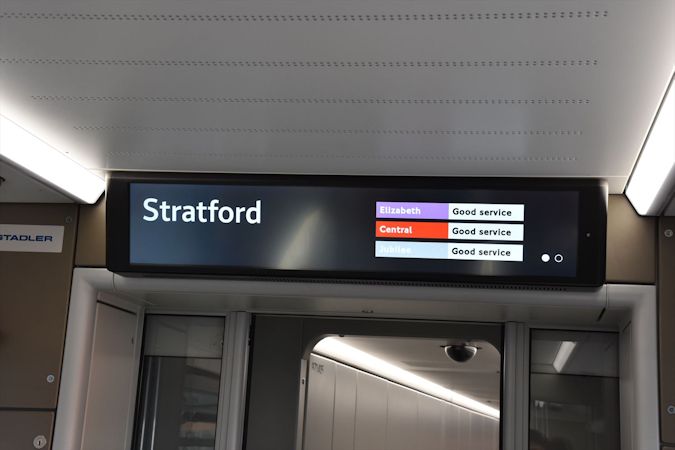 STADLER
Stratford
Elizabeth Good service
Central Good service
Jubilee Good service